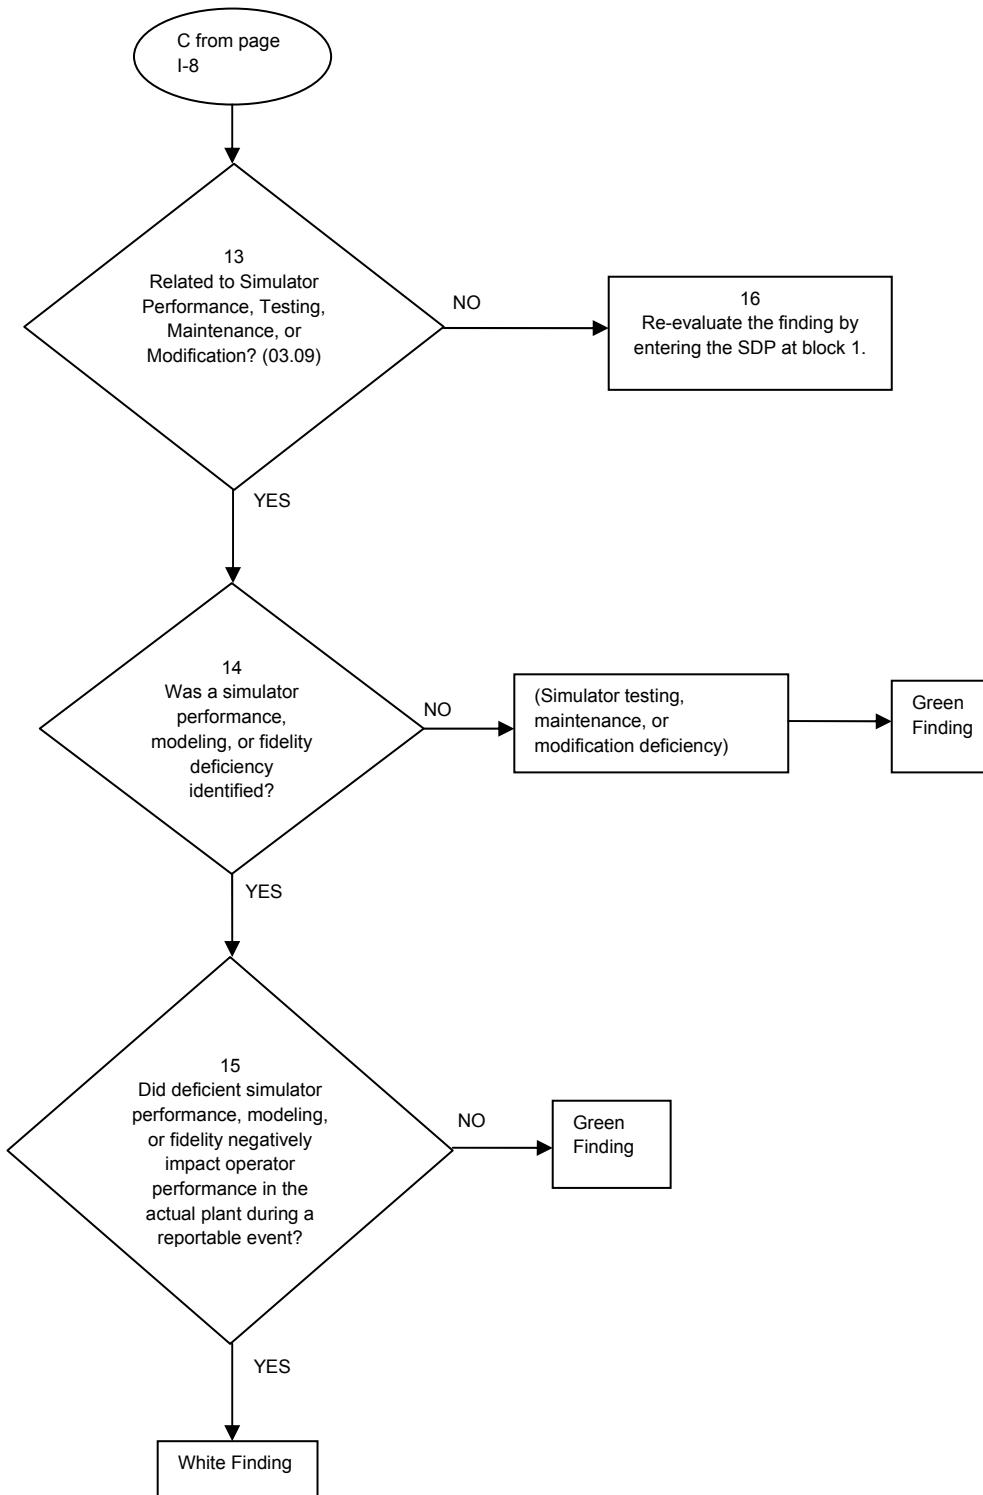 C from page
I-8
13
Related to Simulator
Performance, Testing,
Maintenance, or
Modification? (03.09)
NO
16
Re-evaluate the finding by
entering the SDP at block 1.
YES
14
Was a simulator
performance,
modeling, or fidelity
deficiency
identified?
NO
(Simulator testing,
maintenance, or
modification deficiency)
Green
Finding
YES
15
Did deficient simulator
performance, modeling,
or fidelity negatively
impact operator
performance in the
actual plant during a
reportable event?
NO
Green
Finding
YES
White Finding